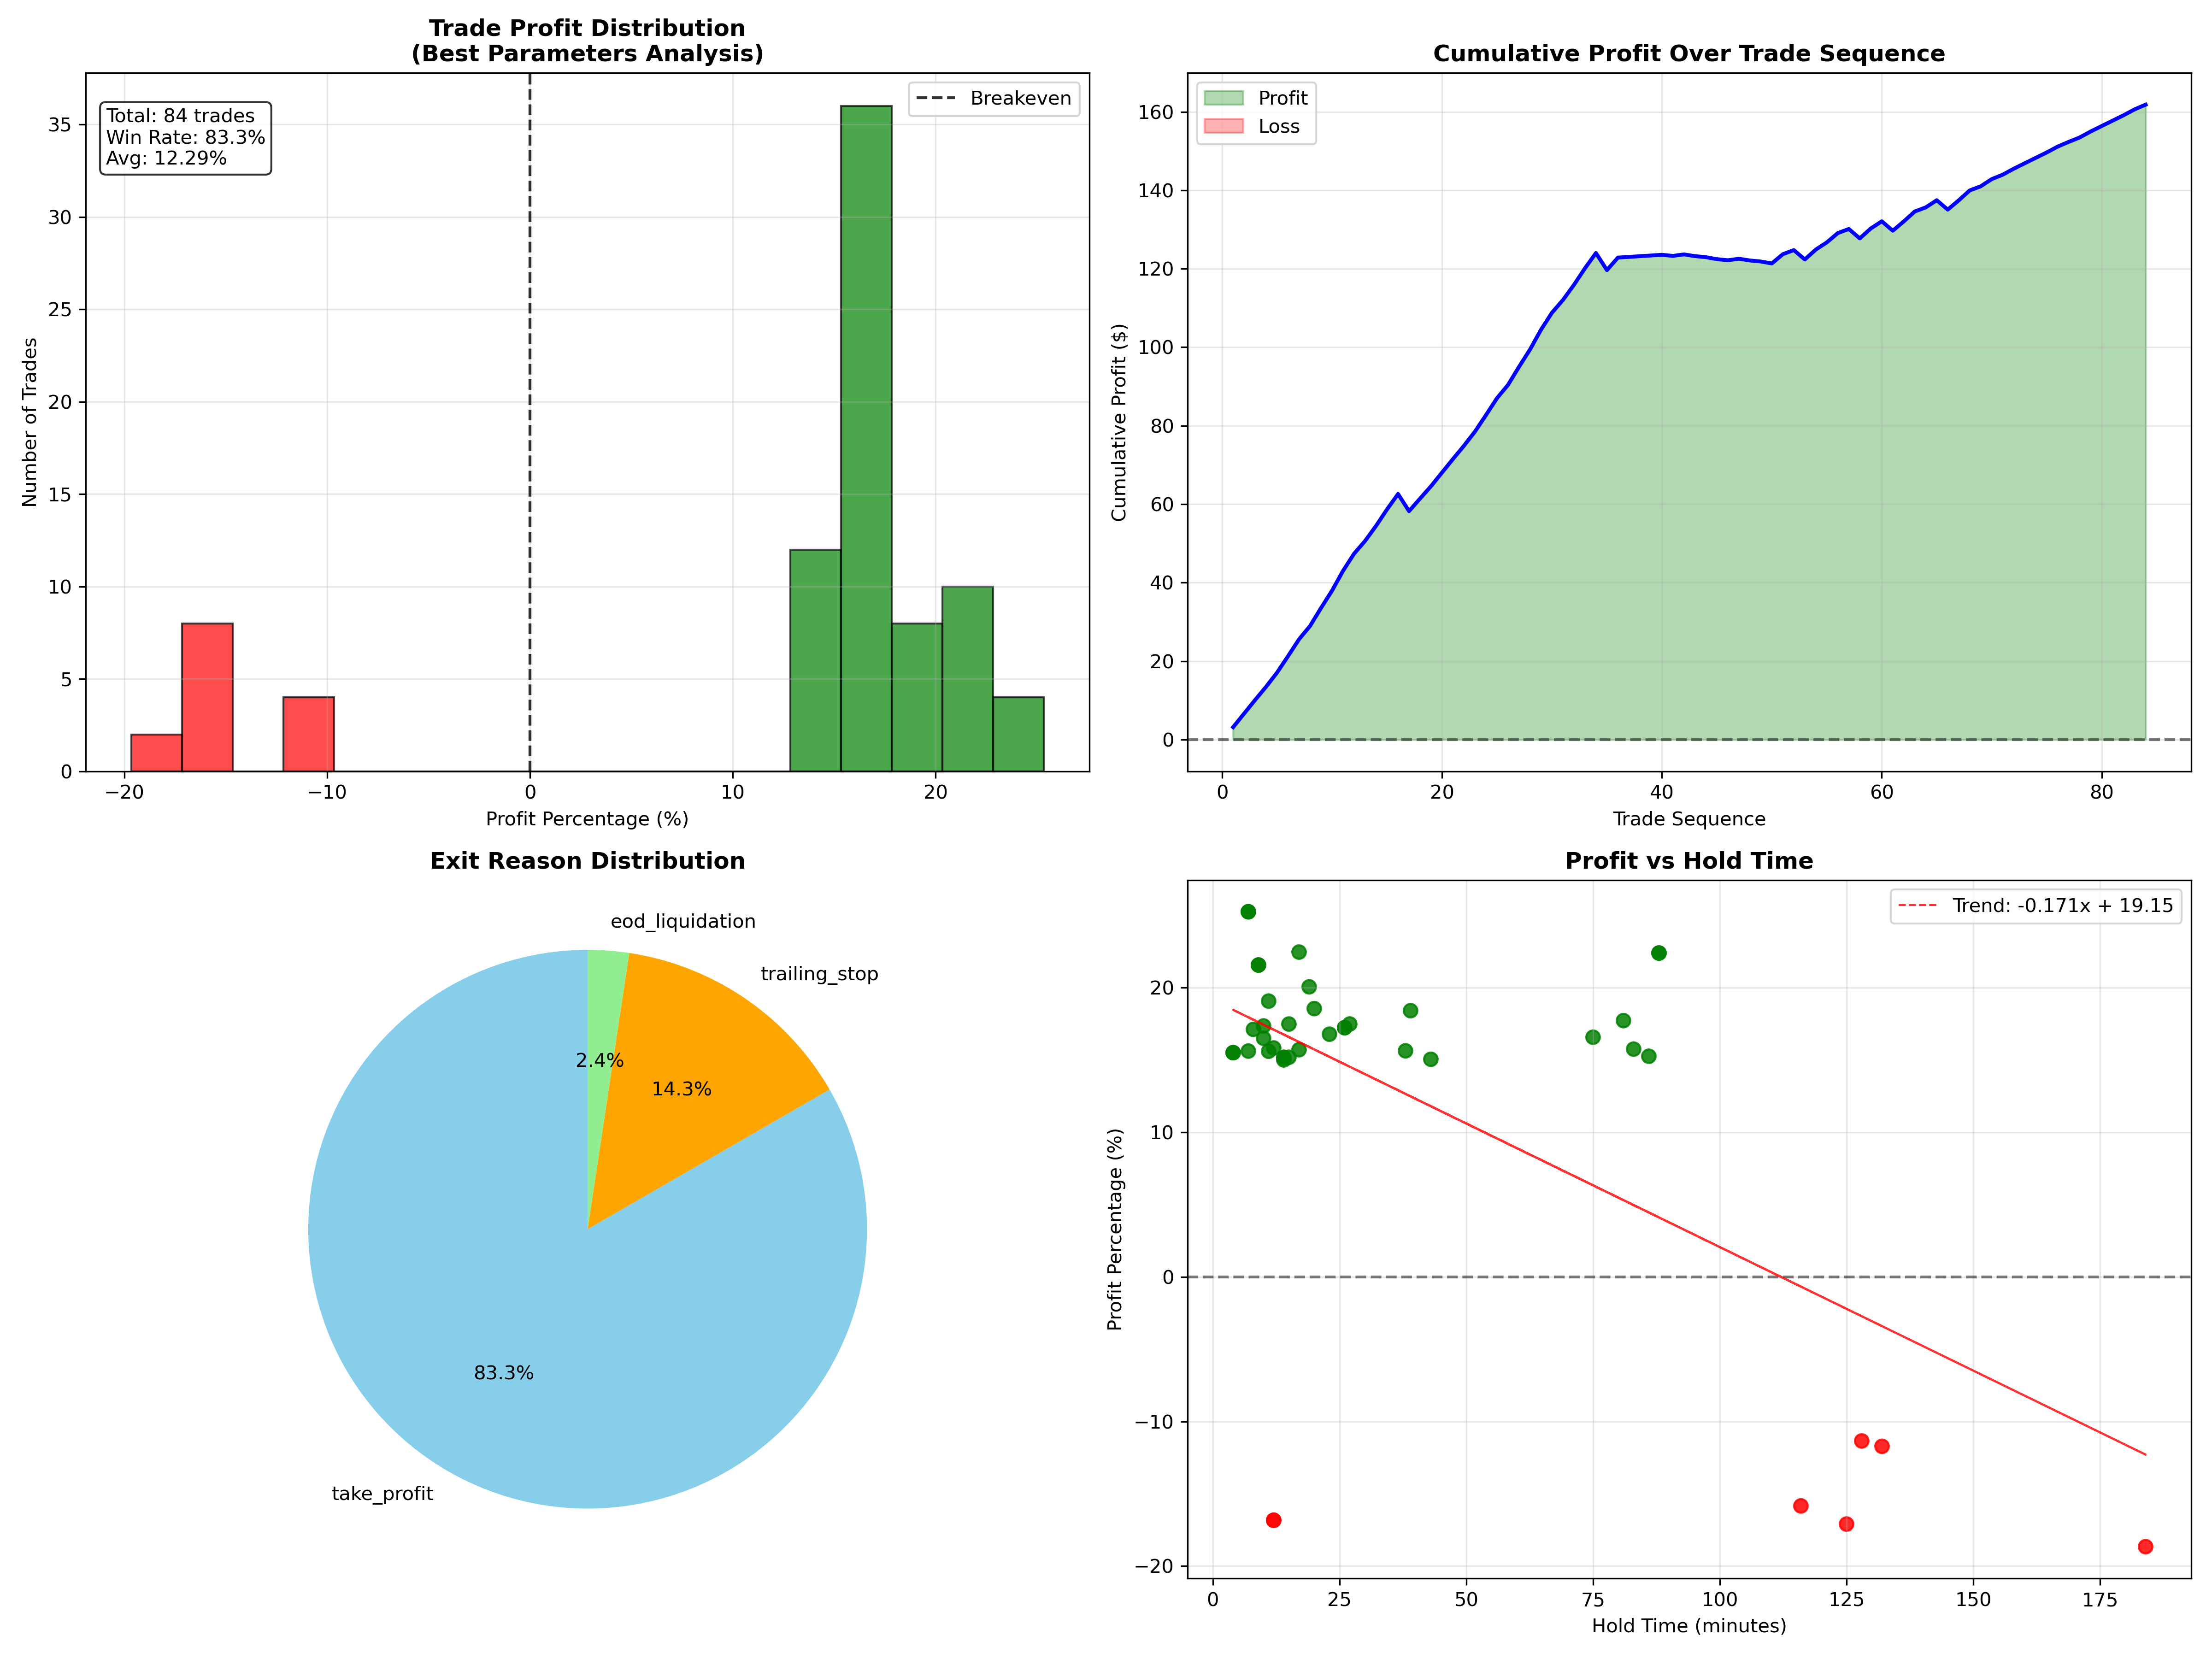 Trade Profit Distribution
(Best Parameters Analysis)
Total: 84 trades
Win Rate: 83.3%
Avg: 12.29%
Breakeven
Number of Trades
35
30
25
20
15
10
5
0
−20
−10
0
10
20
Profit Percentage (%)
Cumulative Profit Over Trade Sequence
Profit
Loss
Cumulative Profit ($)
160
140
120
100
80
60
40
20
0
0
20
40
60
80
Trade Sequence
Exit Reason Distribution
eod_liquidation
trailing_stop
2.4%
14.3%
83.3%
take_profit
Profit vs Hold Time
Trend: -0.171x + 19.15
Profit Percentage (%)
20
10
0
−10
−20
0
25
50
75
100
125
150
175
Hold Time (minutes)